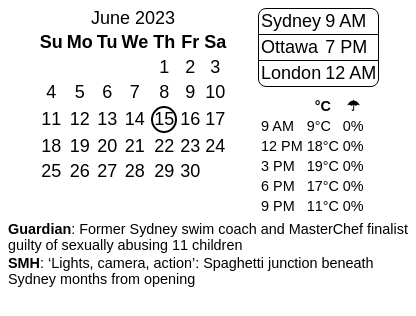 June 2023
Su Mo Tu We Th Fr Sa
1 2 3
4 5 6 7 8 9 10
11 12 13 14 15 16 17
18 19 20 21 22 23 24
25 26 27 28 29 30
Sydney 9 AM
Ottawa 7 PM
London 12 AM
°C ☂
9 AM 9°C 0%
12 PM 18°C 0%
3 PM 19°C 0%
6 PM 17°C 0%
9 PM 11°C 0%
Guardian: Former Sydney swim coach and MasterChef finalist
guilty of sexually abusing 11 children
SMH: ‘Lights, camera, action’: Spaghetti junction beneath
Sydney months from opening